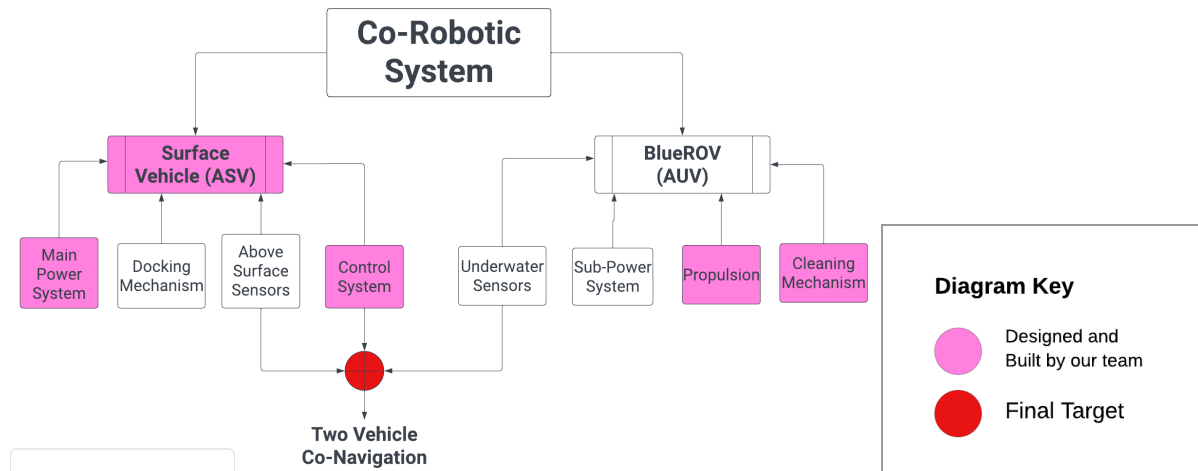 Co-Robotic
System
Surface
Vehicle (ASV)
BlueROV
(AUV)
Main
Power
System
Docking
Mechanism
Above
Surface
Sensors
Control
System
Underwater
Sensors
Sub-Power
System
Propulsion
Cleaning
Mechanism
Two Vehicle
Co-Navigation
Diagram Key
Designed and
Built by our team
Final Target